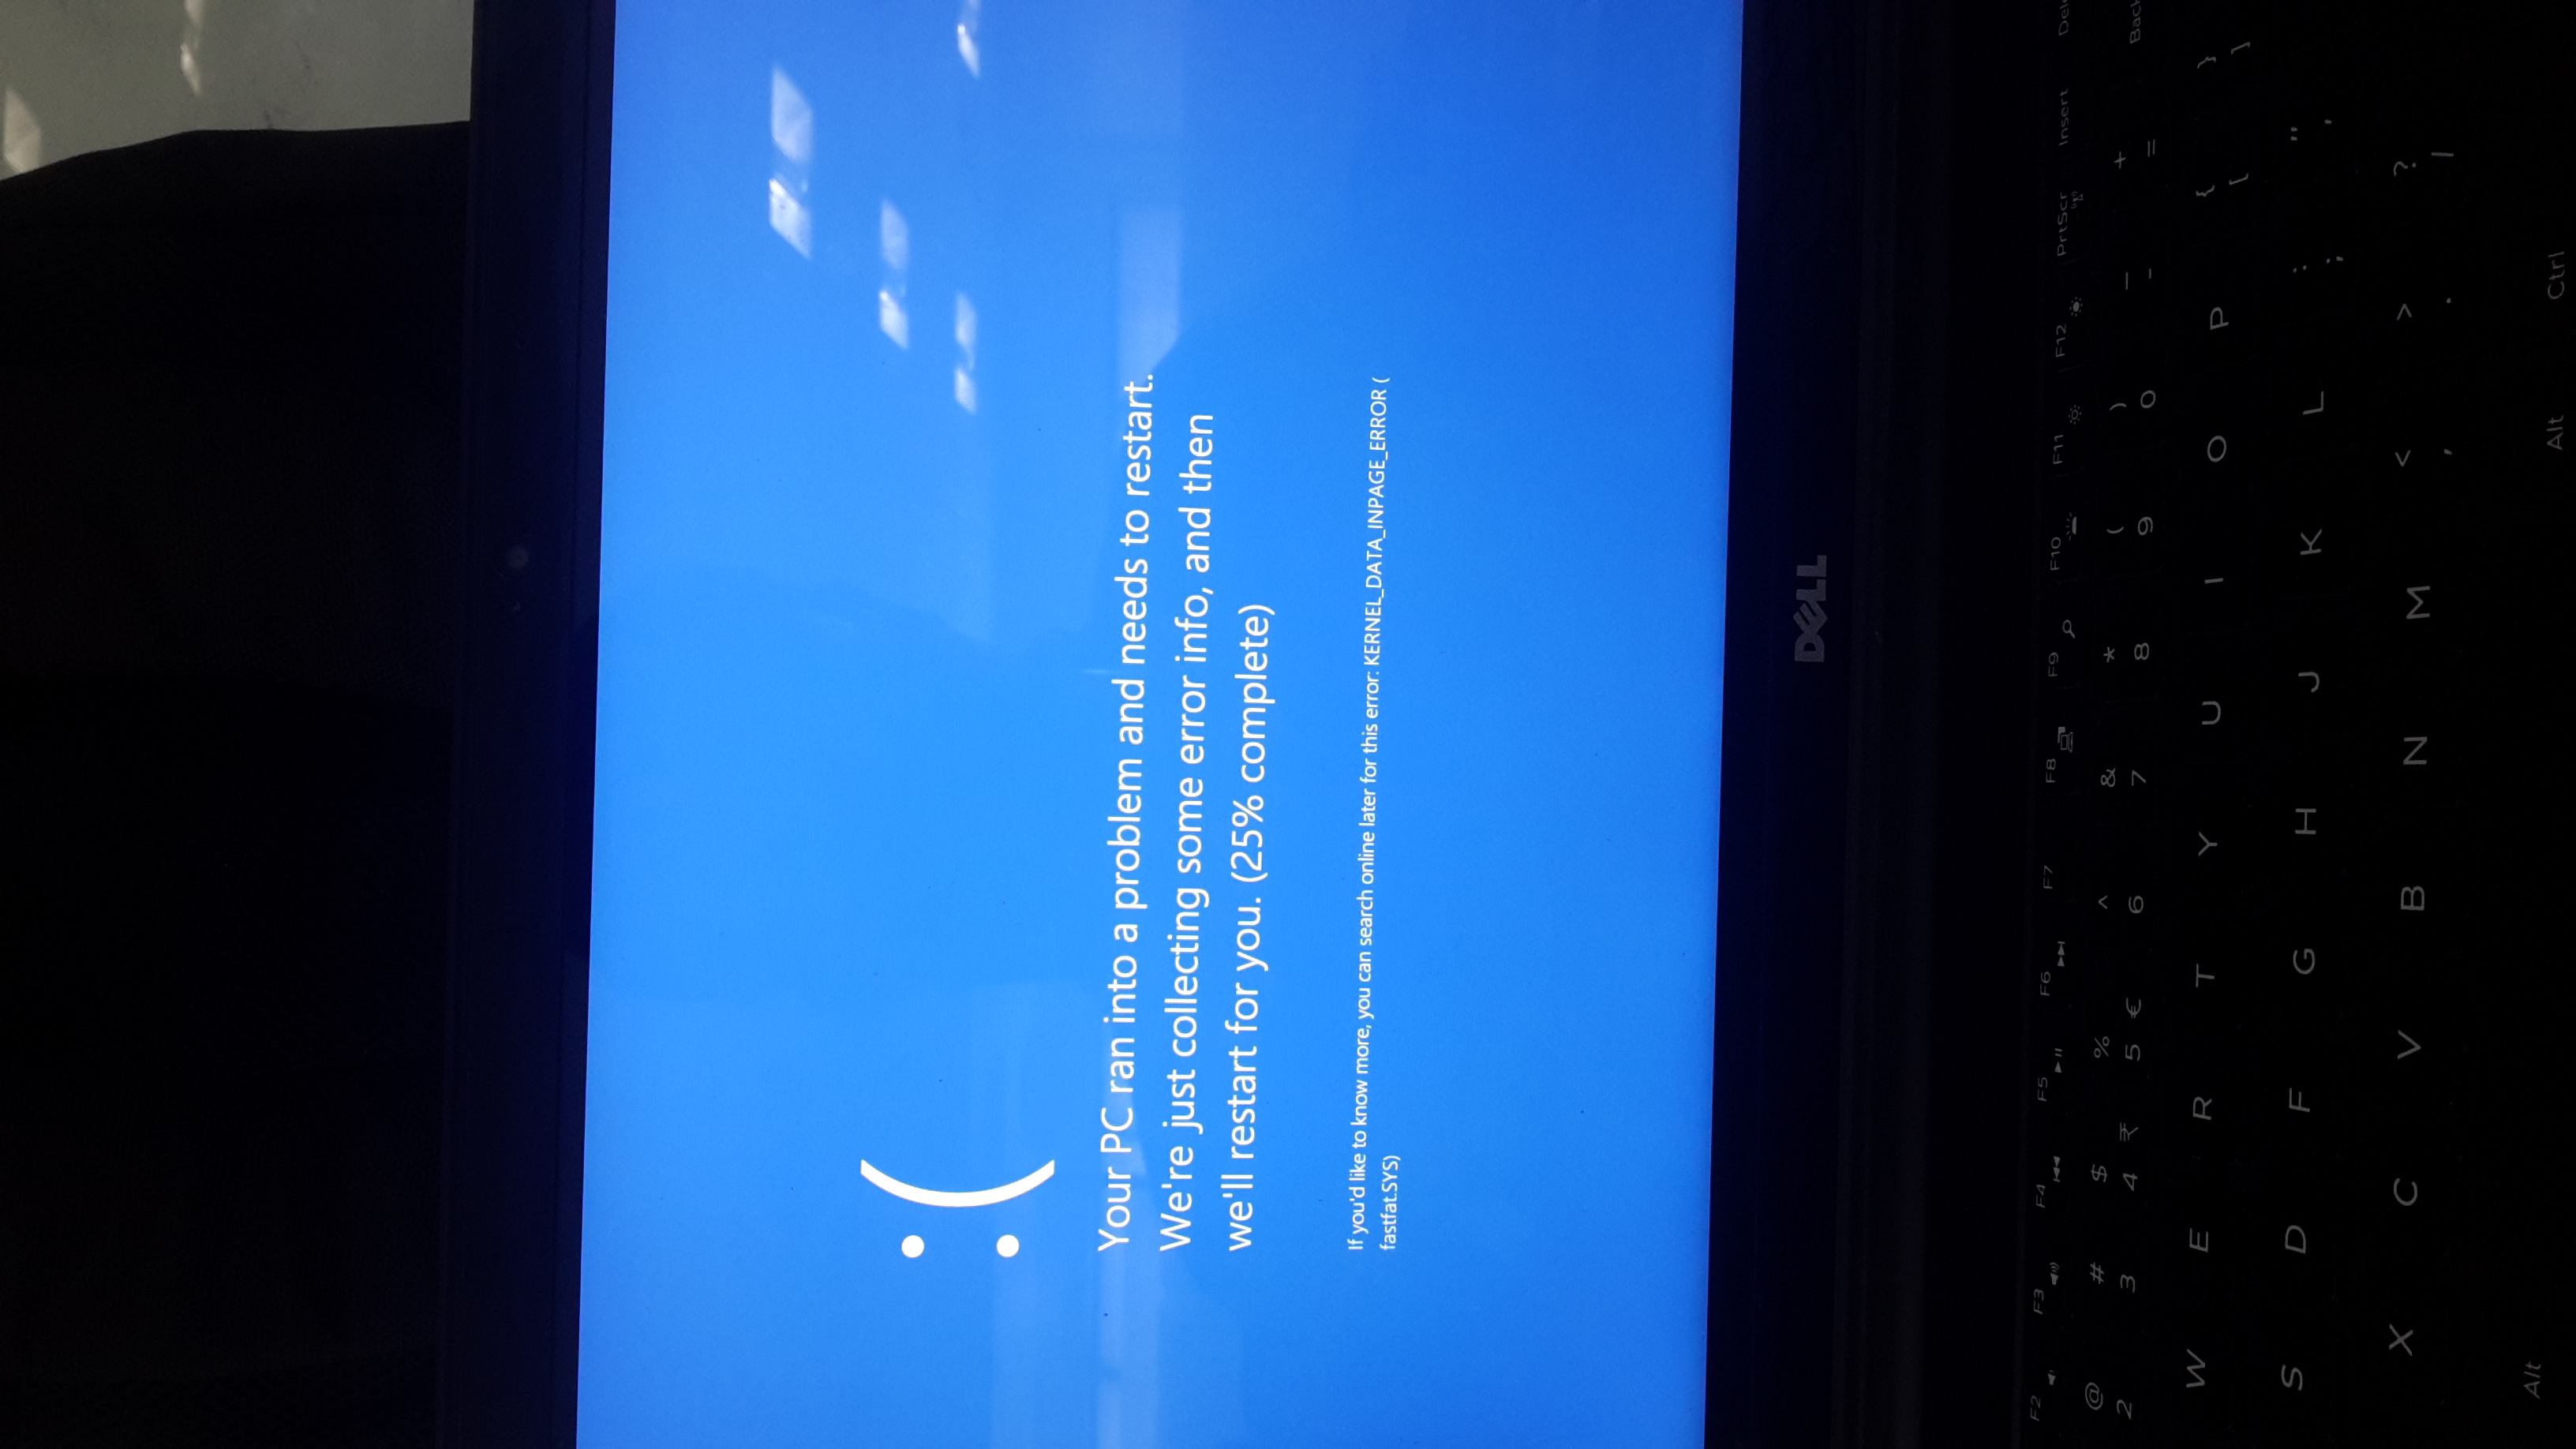 :(
Your PC ran into a problem and needs to restart.
We're just collecting some error info, and then
we'll restart for you. (25% complete)
If you'd like to know more, you can search online later for this error: KERNEL_DATA_INPAGE_ERROR (
fastfat.SYS)
DELL
F2 F3 F4 F5 F6 F7 F8 F9 F10 F11 F12 PrtScr Insert Del
@ # $ % ^ & * ( ) _ +
2 3 4 ₹ 5 € 6 7 8 9 0 - = Back
W E R T Y U I O P { }
[ ]
S D F G H J K L : "
; '
X C V B N M < > ?
, . /
Alt Alt Ctrl